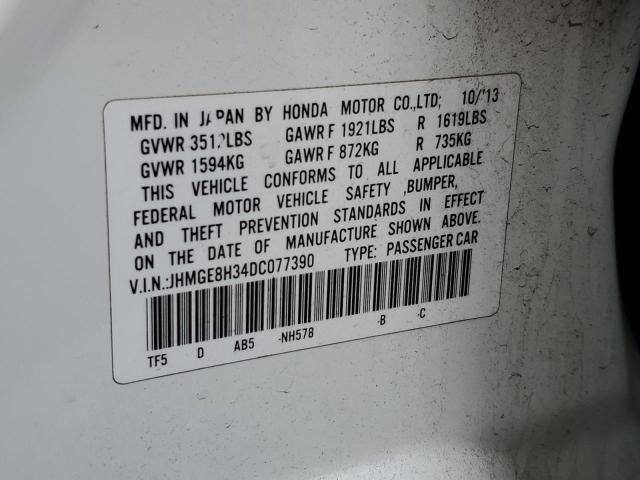 MFD. IN JAPAN BY HONDA MOTOR CO.,LTD; 10/'13
GVWR GAWR F 1921LBS R 1619LBS
GVWR 1594KG GAWR F 872KG R 735KG
THIS VEHICLE CONFORMS TO ALL APPLICABLE
FEDERAL MOTOR VEHICLE SAFETY ,BUMPER,
AND THEFT PREVENTION STANDARDS IN EFFECT
ON THE DATE OF MANUFACTURE SHOWN ABOVE.
V.I.N.:JHMGE8H34DC077390 TYPE: PASSENGER CAR
TF5 D AB5 -NH578 -B -C